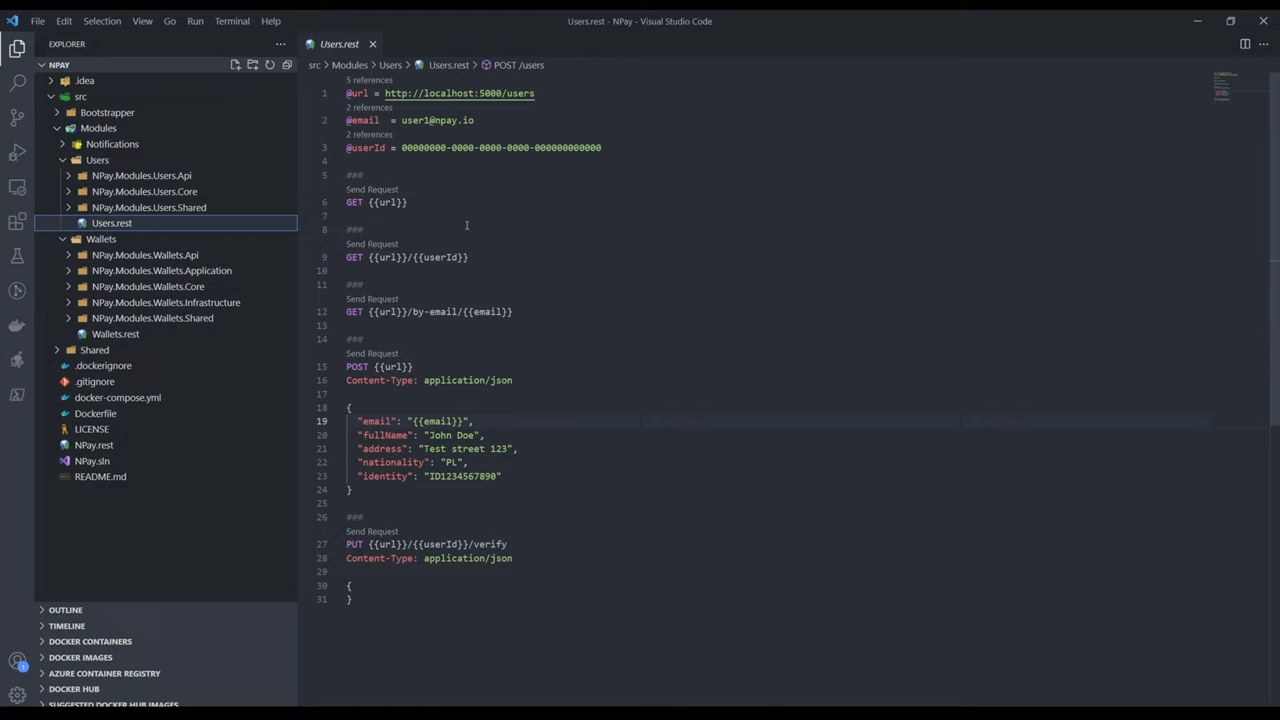 File Edit Selection View Go Run Terminal Help
Users.rest - NPay - Visual Studio Code
EXPLORER
NPAY
.idea
src
Bootstrapper
Modules
Notifications
Users
NPay.Modules.Users.Api
NPay.Modules.Users.Core
NPay.Modules.Users.Shared
Users.rest
Wallets
NPay.Modules.Wallets.Api
NPay.Modules.Wallets.Application
NPay.Modules.Wallets.Core
NPay.Modules.Wallets.Infrastructure
NPay.Modules.Wallets.Shared
Wallets.rest
Shared
.dockerignore
.gitignore
docker-compose.yml
Dockerfile
LICENSE
NPay.rest
NPay.sln
README.md
OUTLINE
TIMELINE
DOCKER CONTAINERS
DOCKER IMAGES
AZURE CONTAINER REGISTRY
DOCKER HUB
SUGGESTED DOCKER HUB IMAGES
1
Users.rest
src > Modules > Users > Users.rest > POST /users
5 references
1 @url = http://localhost:5000/users
2 references
2 @email = user1@npay.io
2 references
3 @userId = 00000000-0000-0000-0000-000000000000
4
5 ###
Send Request
6 GET {{url}}
7
8 ###
Send Request
9 GET {{url}}/{{userId}}
10
11 ###
Send Request
12 GET {{url}}/by-email/{{email}}
13
14 ###
Send Request
15 POST {{url}}
16 Content-Type: application/json
17
18 {
19 "email": "{{email}}",
20 "fullName": "John Doe",
21 "address": "Test street 123",
22 "nationality": "PL",
23 "identity": "ID1234567890"
24 }
25
26 ###
Send Request
27 PUT {{url}}/{{userId}}/verify
28 Content-Type: application/json
29
30 {
31 }